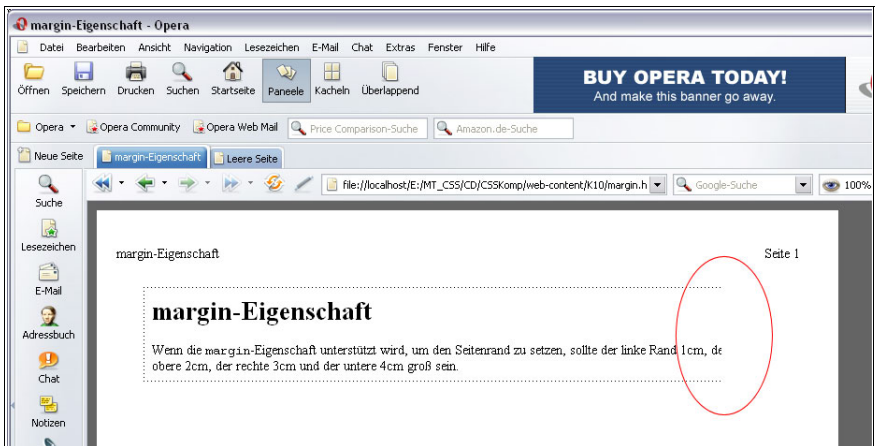 margin-Eigenschaft - Opera
Datei Bearbeiten Ansicht Navigation Lesezeichen E-Mail Chat Extras Fenster Hilfe
Öffnen Speichern Drucken Suchen Startseite Paneele Kacheln Überlappend
BUY OPERA TODAY!
And make this banner go away.
Opera Opera Community Opera Web Mail Price Comparison-Suche Amazon.de-Suche
Neue Seite margin-Eigenschaft Leere Seite
file://localhost/E:/MT_CSS/CD/CSSKomp/web-content/K10/margin.h Google-Suche 100%
Suche
Lesezeichen
E-Mail
Adressbuch
Chat
Notizen
margin-Eigenschaft Seite 1
margin-Eigenschaft
Wenn die margin-Eigenschaft unterstützt wird, um den Seitenrand zu setzen, sollte der linke Rand 1cm, de
obere 2cm, der rechte 3cm und der untere 4cm groß sein.